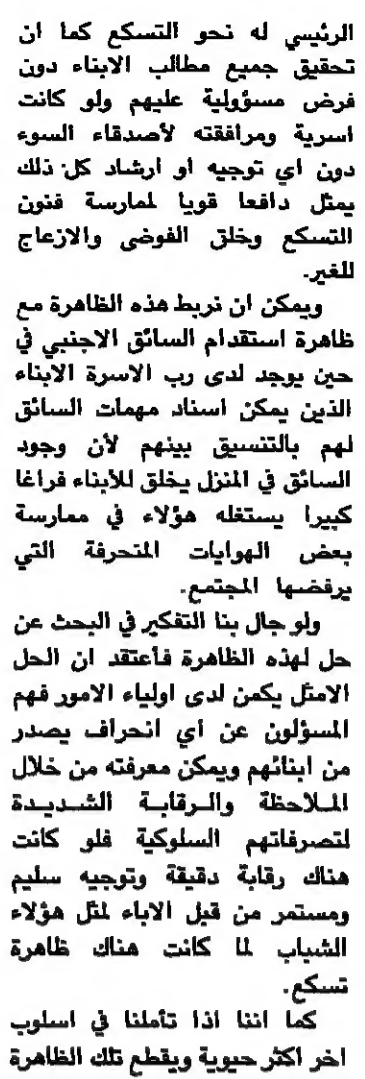 الرئيسي له نحو التسكع كما ان
تحقيق جميع مطالب الابناء دون
فرض مسؤولية عليهم ولو كانت
اسرية ومرافقته لأصدقاء السوء
دون اي توجيه او ارشاد كل ذلك
يمثل دافعا قويا لممارسة فنون
التسكع وخلق الفوضى والازعاج
للغير.
ويمكن ان نربط هذه الظاهرة مع
ظاهرة استقدام السائق الاجنبي في
حين يوجد لدى رب الاسرة الابناء
الذين يمكن اسناد مهمات السائق
لهم بالتنسيق بينهم لأن وجود
السائق في المنزل يخلق للأبناء فراغا
كبيرا يستغله هؤلاء في ممارسة
بعض الهوايات المنحرفة التي
يرفضها المجتمع.
ولو جال بنا التفكير في البحث عن
حل لهذه الظاهرة فأعتقد ان الحل
الامثل يكمن لدى اولياء الامور فهم
المسؤلون عن أي انحراف يصدر
من ابنائهم ويمكن معرفته من خلال
الملاحظة والرقابة الشديدة
لتصرفاتهم السلوكية فلو كانت
هناك رقابة دقيقة وتوجيه سليم
ومستمر من قبل الاباء لمثل هؤلاء
الشباب لما كانت هناك ظاهرة
تسكع.
كما اننا اذا تأملنا في اسلوب
اخر اكثر حيوية ويقطع تلك الظاهرة